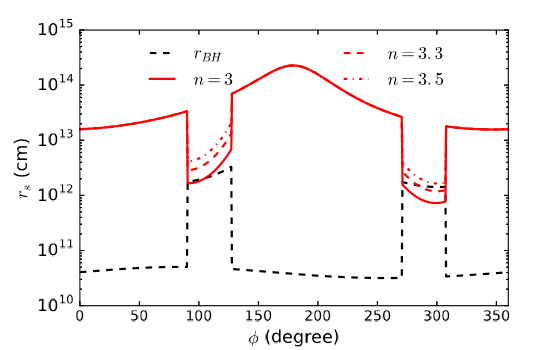 10^15
r_BH
n = 3.3
n = 3
n = 3.5
10^14
10^13
r_s (cm)
10^12
10^11
10^10
0 50 100 150 200 250 300 350
ϕ (degree)